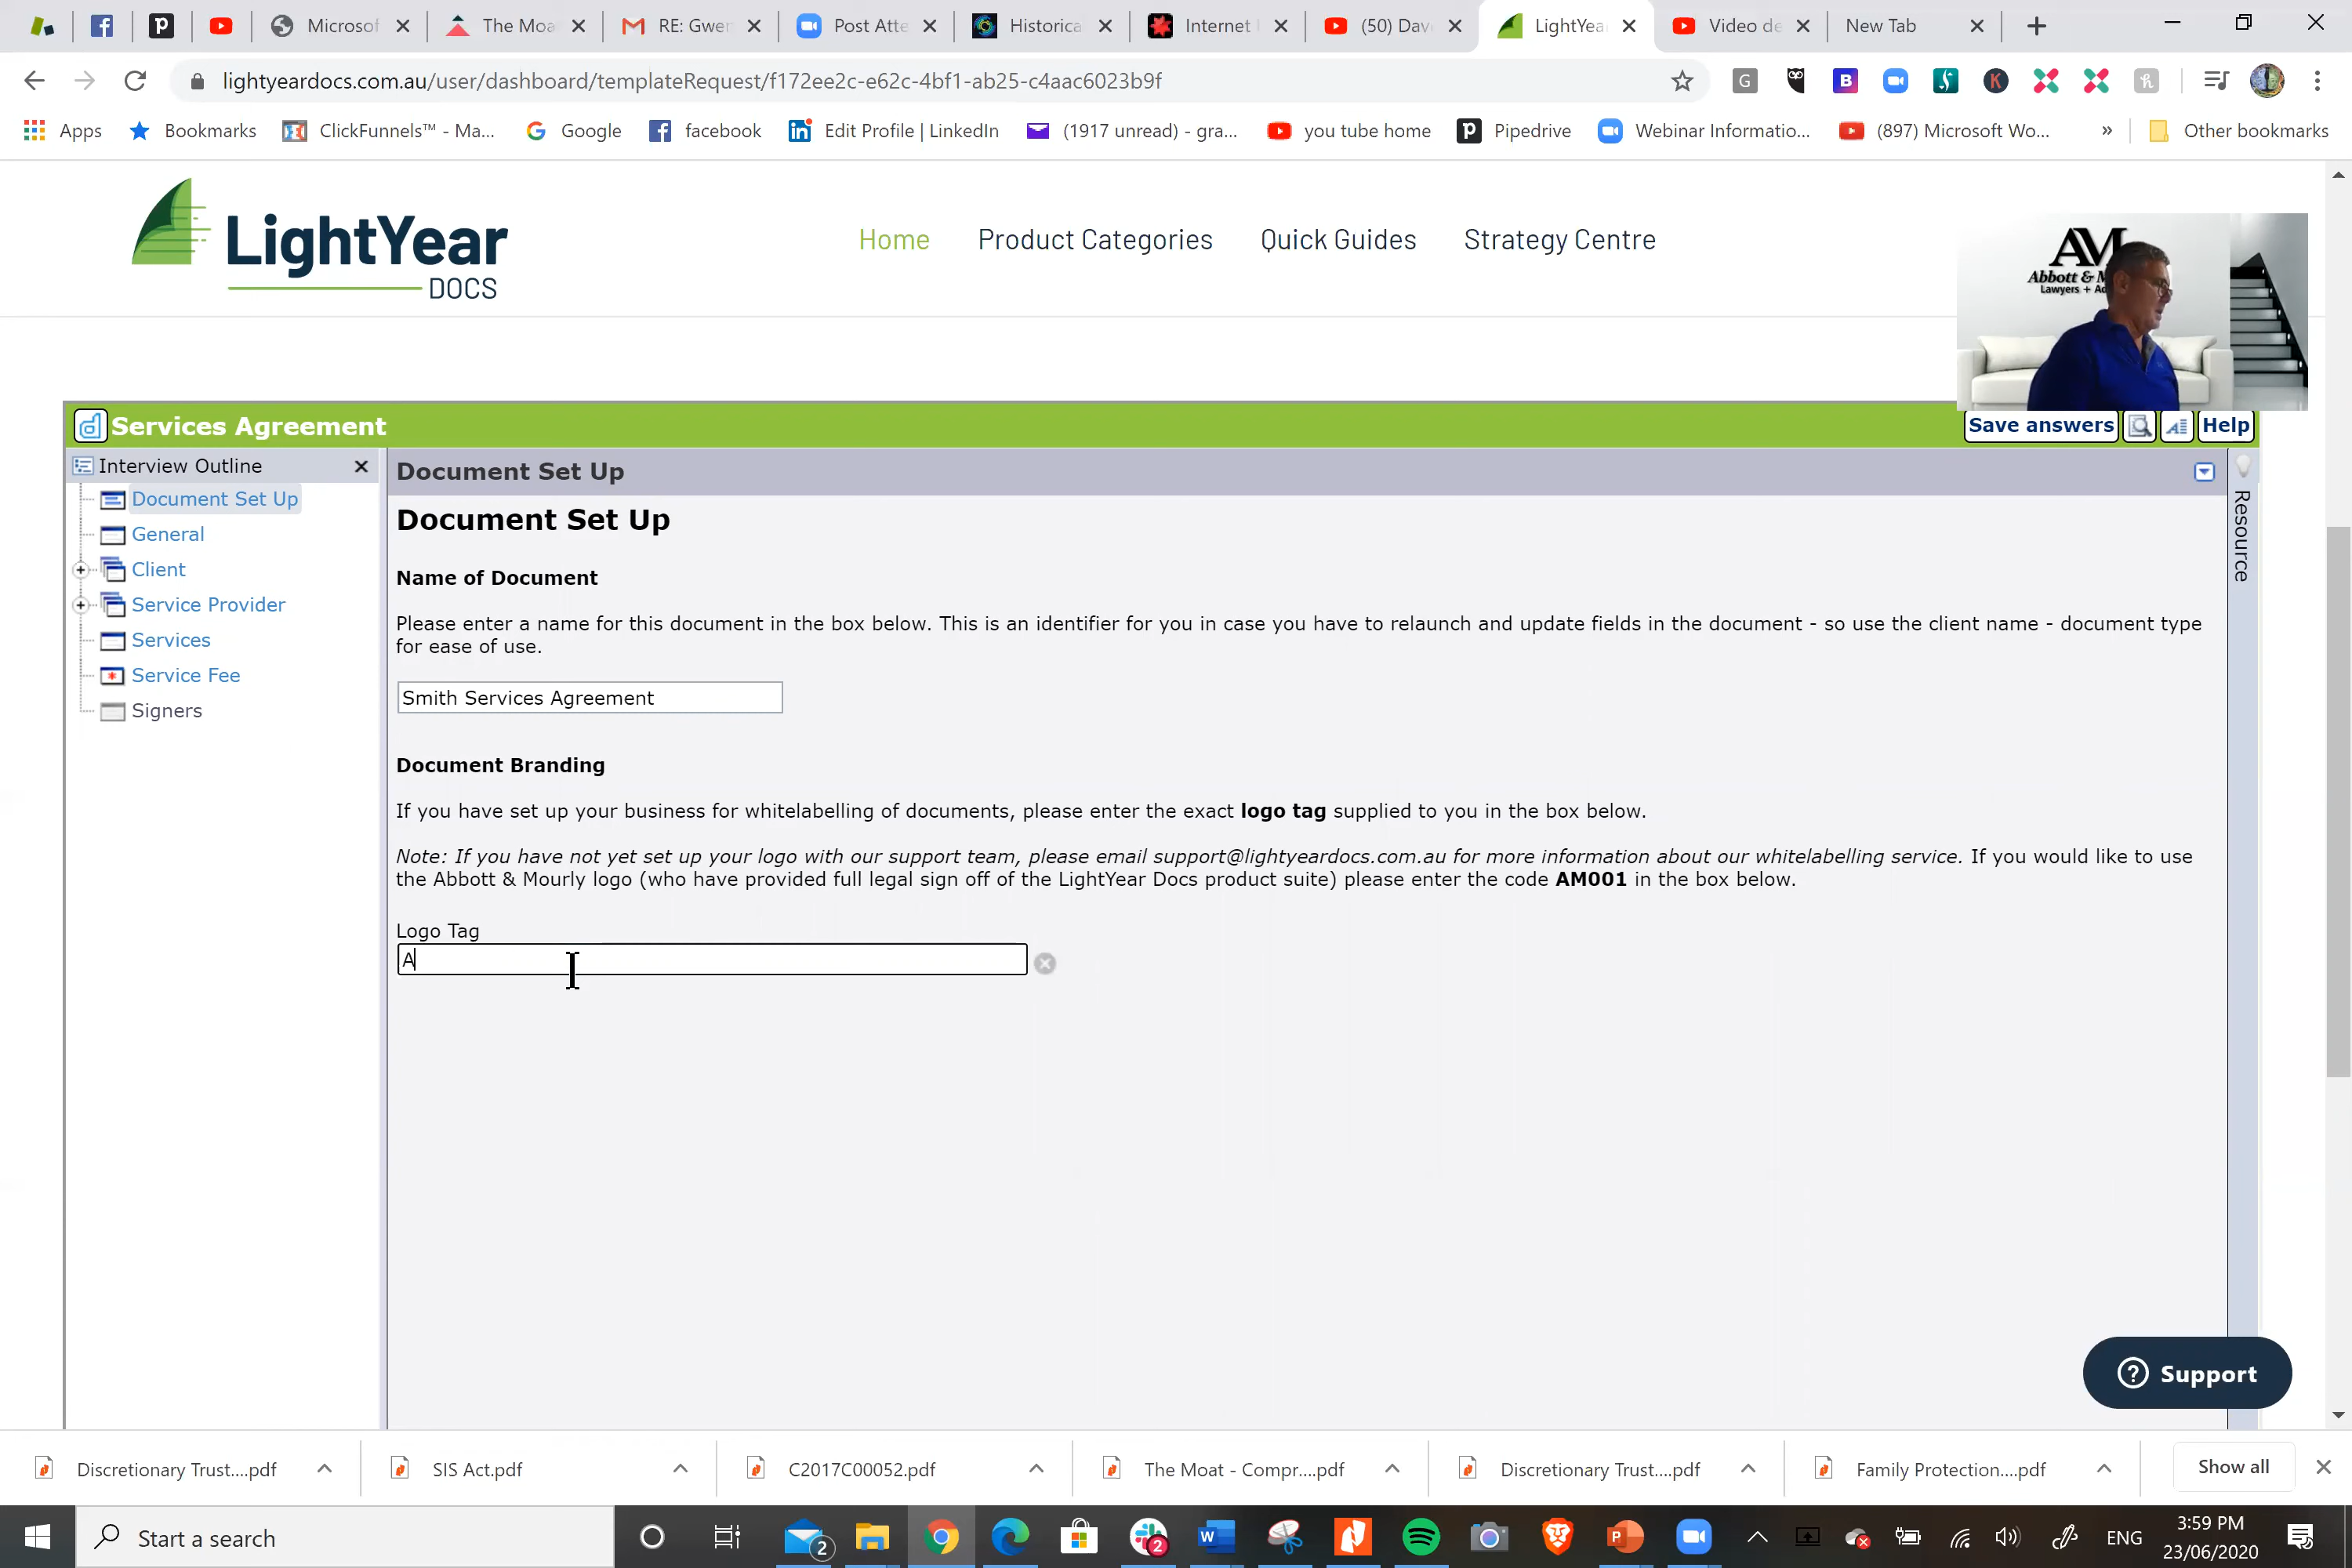 Microsof
The Moa
RE: Gwen
Post Atte
Historica
Internet
(50) Dav
LightYea
Video de
New Tab
lightyeardocs.com.au/user/dashboard/templateRequest/f172ee2c-e62c-4bf1-ab25-c4aac6023b9f
Apps
Bookmarks
ClickFunnels™ - Ma...
Google
facebook
Edit Profile | LinkedIn
(1917 unread) - gra...
you tube home
Pipedrive
Webinar Informatio...
(897) Microsoft Wo...
»
Other bookmarks
LightYear
DOCS
Home
Product Categories
Quick Guides
Strategy Centre
AM
Abbott & M
Lawyers + Ad
Services Agreement
Save answers
Help
Interview Outline
Document Set Up
General
Client
Service Provider
Services
Service Fee
Signers
Document Set Up
Resource
Document Set Up
Name of Document
Please enter a name for this document in the box below. This is an identifier for you in case you have to relaunch and update fields in the document - so use the client name - document type
for ease of use.
Smith Services Agreement
Document Branding
If you have set up your business for whitelabelling of documents, please enter the exact logo tag supplied to you in the box below.
Note: If you have not yet set up your logo with our support team, please email support@lightyeardocs.com.au for more information about our whitelabelling service. If you would like to use
the Abbott & Mourly logo (who have provided full legal sign off of the LightYear Docs product suite) please enter the code AM001 in the box below.
Logo Tag
A
Support
Discretionary Trust....pdf
SIS Act.pdf
C2017C00052.pdf
The Moat - Compr....pdf
Discretionary Trust....pdf
Family Protection....pdf
Show all
Start a search
2
2
ENG
3:59 PM
23/06/2020